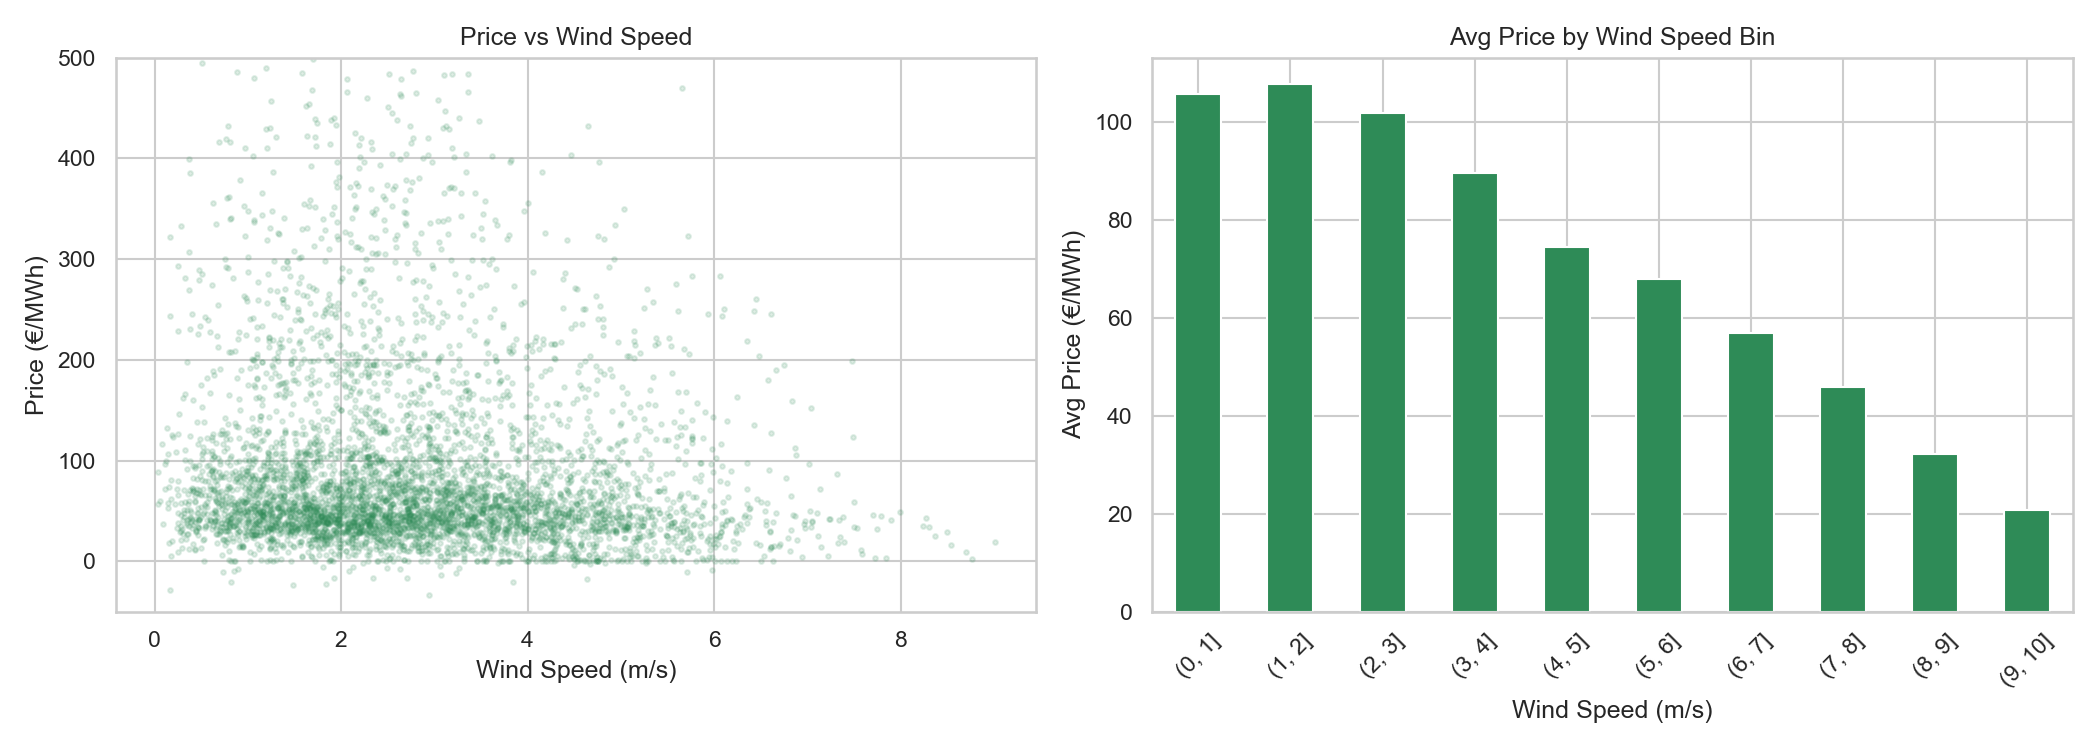 Price vs Wind Speed
500
400
300
200
100
0
Price (€/MWh)
0 2 4 6 8
Wind Speed (m/s)
Avg Price by Wind Speed Bin
100
80
60
40
20
0
Avg Price (€/MWh)
(0, 1] (1, 2] (2, 3] (3, 4] (4, 5] (5, 6] (6, 7] (7, 8] (8, 9] (9, 10]
Wind Speed (m/s)